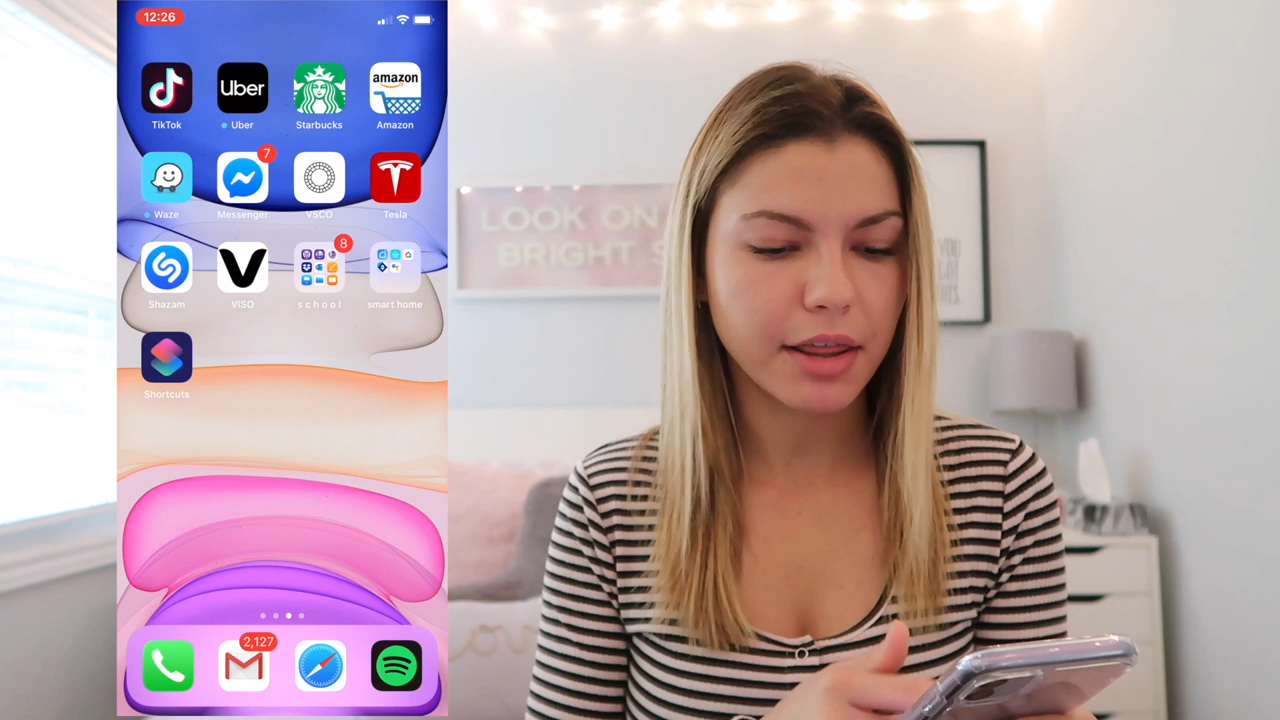 12:26
TikTok
Uber
Starbucks
Amazon
Uber
amazon
7
Waze
Messenger
VSCO
Tesla
8
Shazam
VISO
s c h o o l
smart home
Shortcuts
2,127
LOOK ON
BRIGHT S